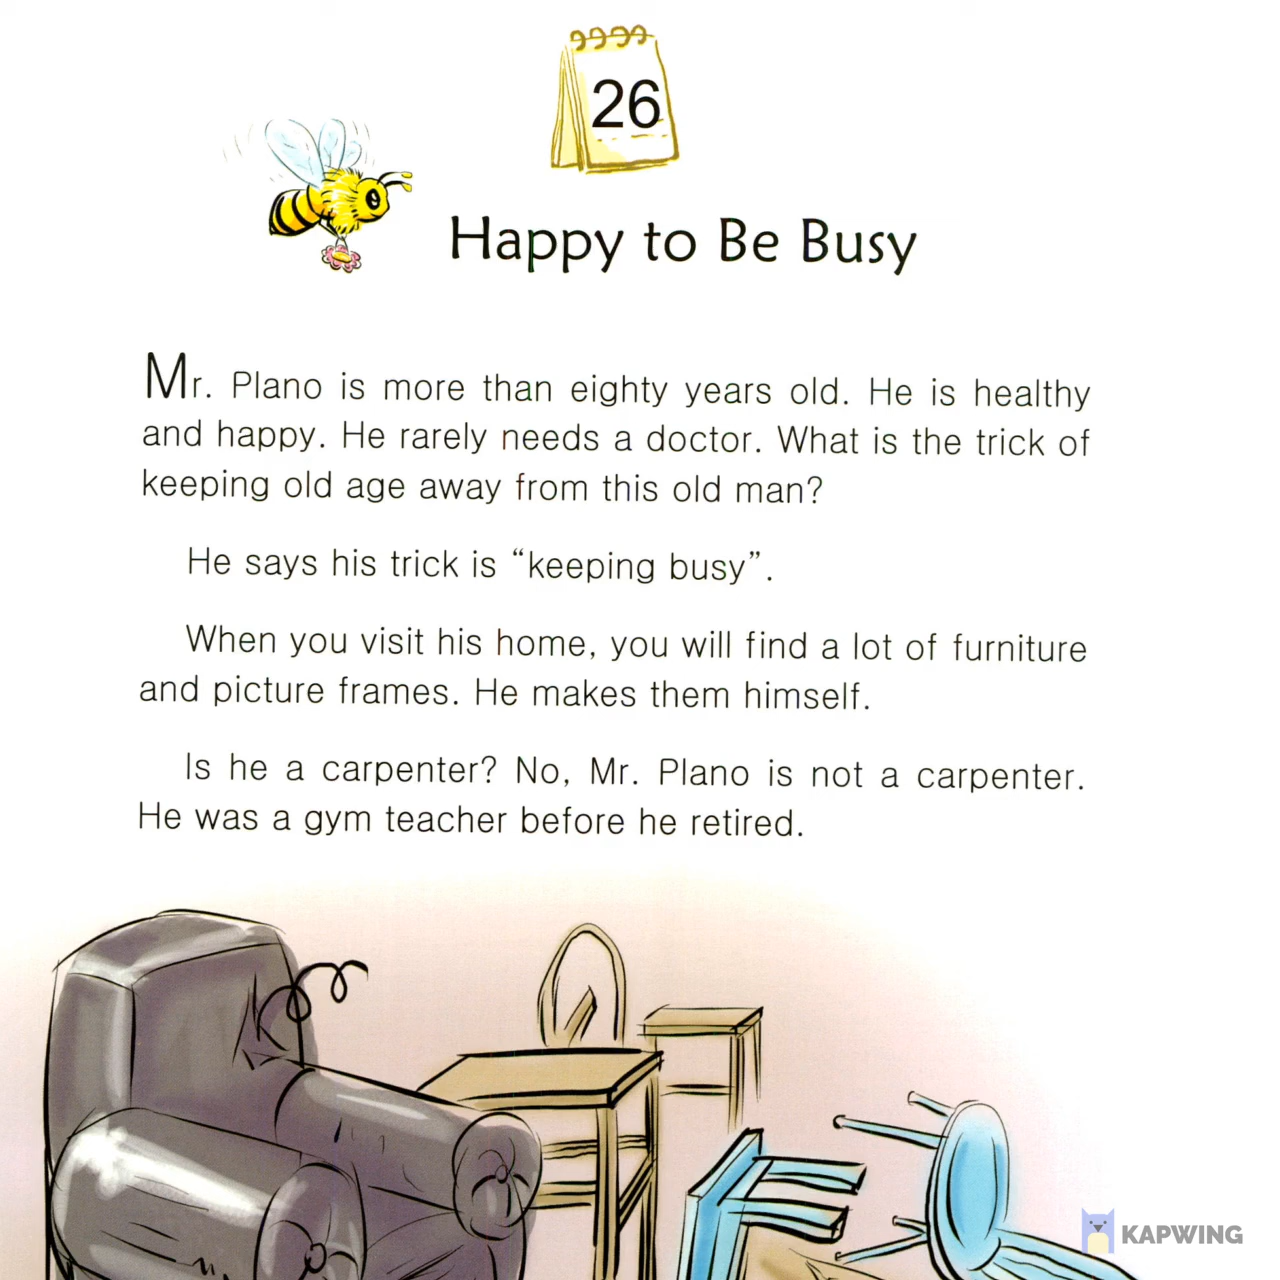 26
Happy to Be Busy
Mr. Plano is more than eighty years old. He is healthy
and happy. He rarely needs a doctor. What is the trick of
keeping old age away from this old man?
He says his trick is “keeping busy”.
When you visit his home, you will find a lot of furniture
and picture frames. He makes them himself.
Is he a carpenter? No, Mr. Plano is not a carpenter.
He was a gym teacher before he retired.
KAPWING